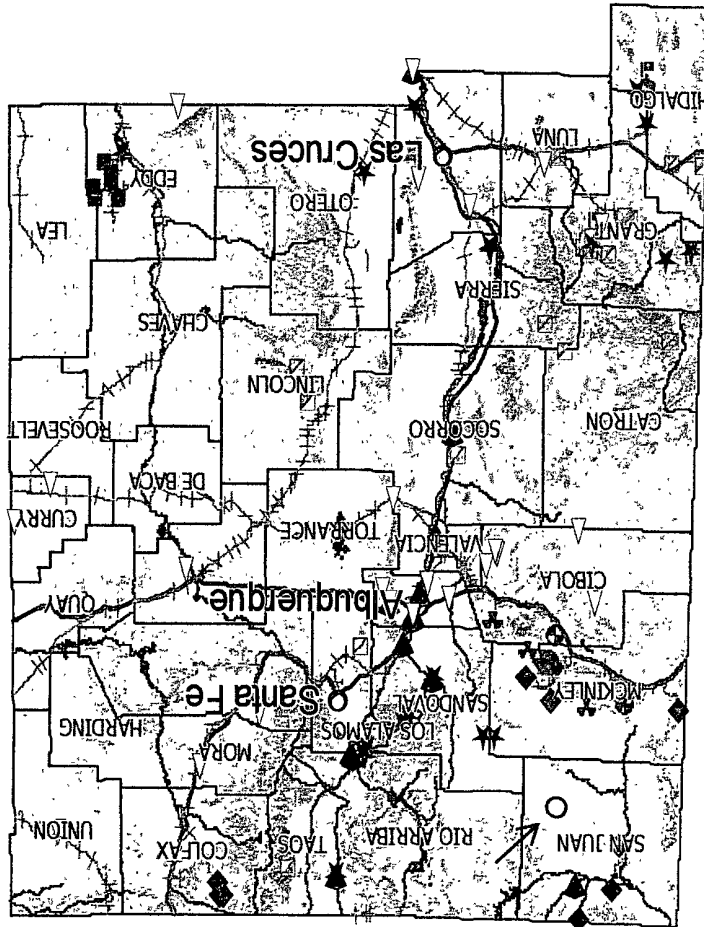 SAN JUAN
RIO ARRIBA
TAOS
COLFAX
UNION
MORA
HARDING
MCKINLEY
SANDOVAL
LOS ALAMOS
Santa Fe
Albuquerque
QUAY
CIBOLA
VALENCIA
TORRANCE
CURRY
DE BACA
ROOSEVELT
CATRON
SOCORRO
LINCOLN
CHAVES
SIERRA
GRANT
OTERO
LEA
EDDY
Las Cruces
LUNA
HIDALGO